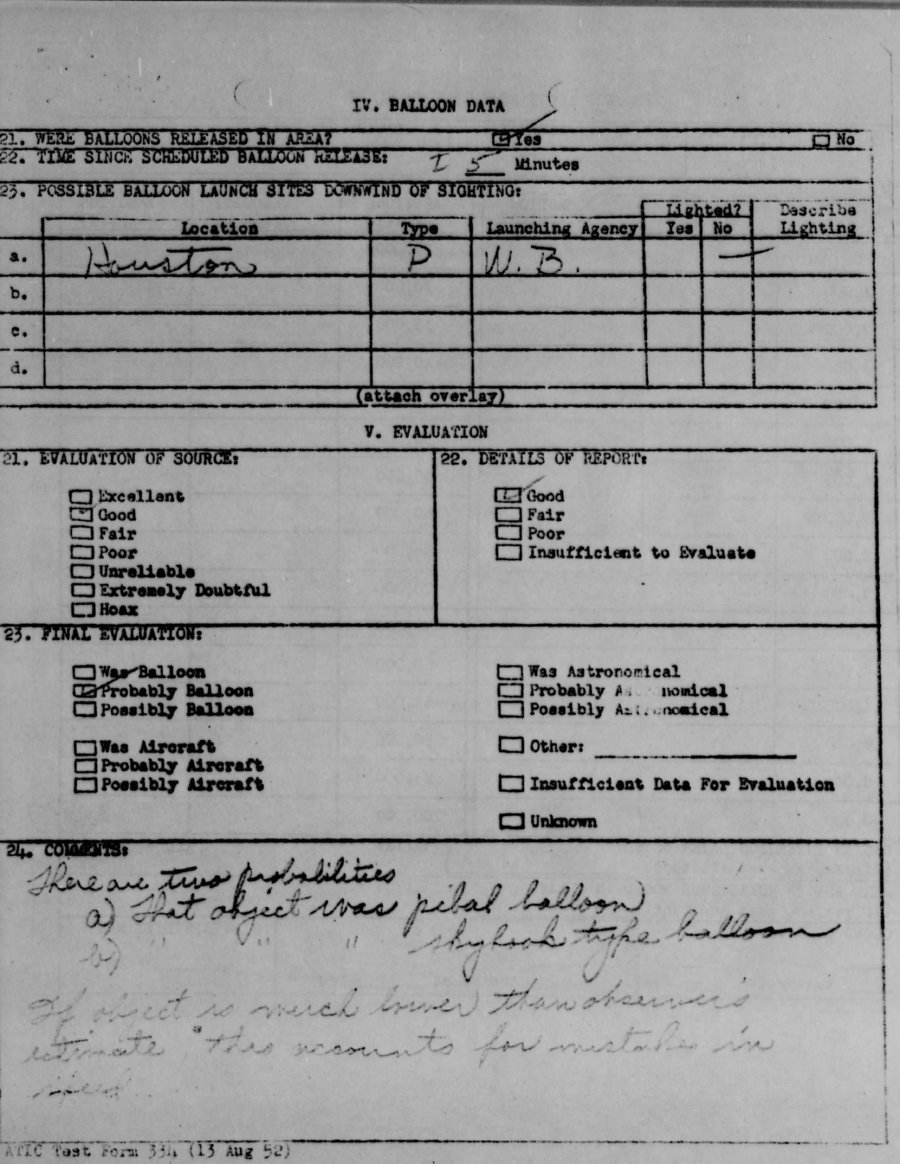 IV. BALLOON DATA
21. WERE BALLOONS RELEASED IN AREA? Yes No
22. TIME SINCE SCHEDULED BALLOON RELEASE: I 5 Minutes
23. POSSIBLE BALLOON LAUNCH SITES DOWNWIND OF SIGHTING:
Lighted? Describe
Location Type Launching Agency Yes No Lighting
a. Houston P W. B. —
b.
c.
d.
(attach overlay)
V. EVALUATION
21. EVALUATION OF SOURCE:
Excellent
Good
Fair
Poor
Unreliable
Extremely Doubtful
Hoax
22. DETAILS OF REPORT:
Good
Fair
Poor
Insufficient to Evaluate
23. FINAL EVALUATION:
Was Balloon
Probably Balloon
Possibly Balloon
Was Aircraft
Probably Aircraft
Possibly Aircraft
Was Astronomical
Probably A nomical
Possibly Astronomical
Other:
Insufficient Data For Evaluation
Unknown
24. COMMENTS:
There are two probabilities
a) That object was pibal balloon
b) " " " skyhook type balloon
If object is much lower than observer's
estimate this accounts for mistake in
speed.
ATIC Test Form 334 (13 Aug 52)